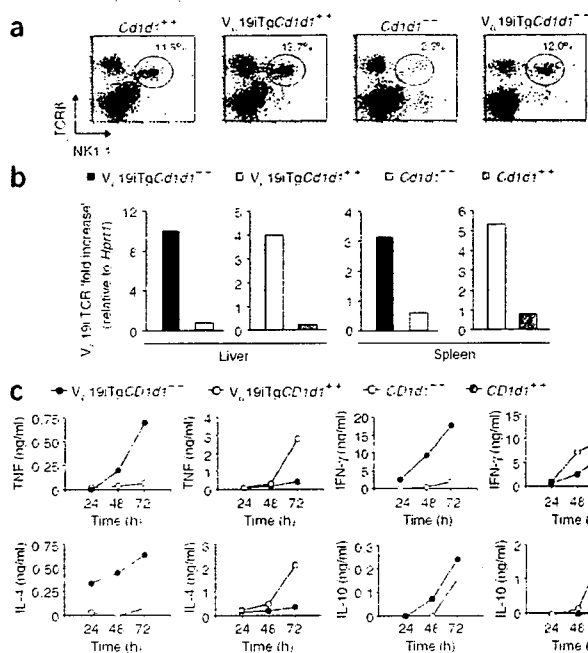 a
Cd1d1++
Vα19iTgCd1d1++
Cd1d1−−
Vα19iTgCd1d1−−
11.5%
13.7%
12.0%
TCRβ
NK1.1
b
Vα19iTgCd1d1−−
Vα19iTgCd1d1++
Cd1d1−−
Cd1d1++
Vα19i TCR 'fold increase'
(relative to Hprt1)
10
8
4
0
5
4
3
2
1
0
4
3
2
1
0
6
5
4
3
2
1
0
Liver
Spleen
c
Vα19iTgCD1d1−−
Vα19iTgCD1d1++
CD1d1−−
CD1d1++
TNF (ng/ml)
0.75
0.50
0.25
0
24 48 72
Time (h)
TNF (ng/ml)
4
3
2
1
0
24 48 72
Time (h)
IFN-γ (ng/ml)
20
15
10
5
0
24 48 72
Time (h)
IFN-γ (ng/ml)
15
10
5
0
24 48 72
Time (h)
IL-4 (ng/ml)
0.75
0.50
0.25
0
24 48 72
Time (h)
IL-4 (ng/ml)
3
2
1
0
24 48 72
Time (h)
IL-10 (ng/ml)
0.3
0.2
0.1
0
24 48 72
Time (h)
IL-10 (ng/ml)
2
1
0
24 48 72
Time (h)